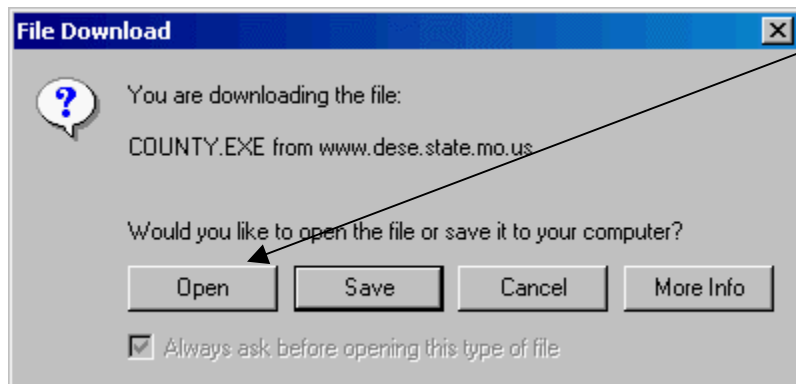 File Download
You are downloading the file:
COUNTY.EXE from www.dese.state.mo.us
Would you like to open the file or save it to your computer?
Open Save Cancel More Info
Always ask before opening this type of file